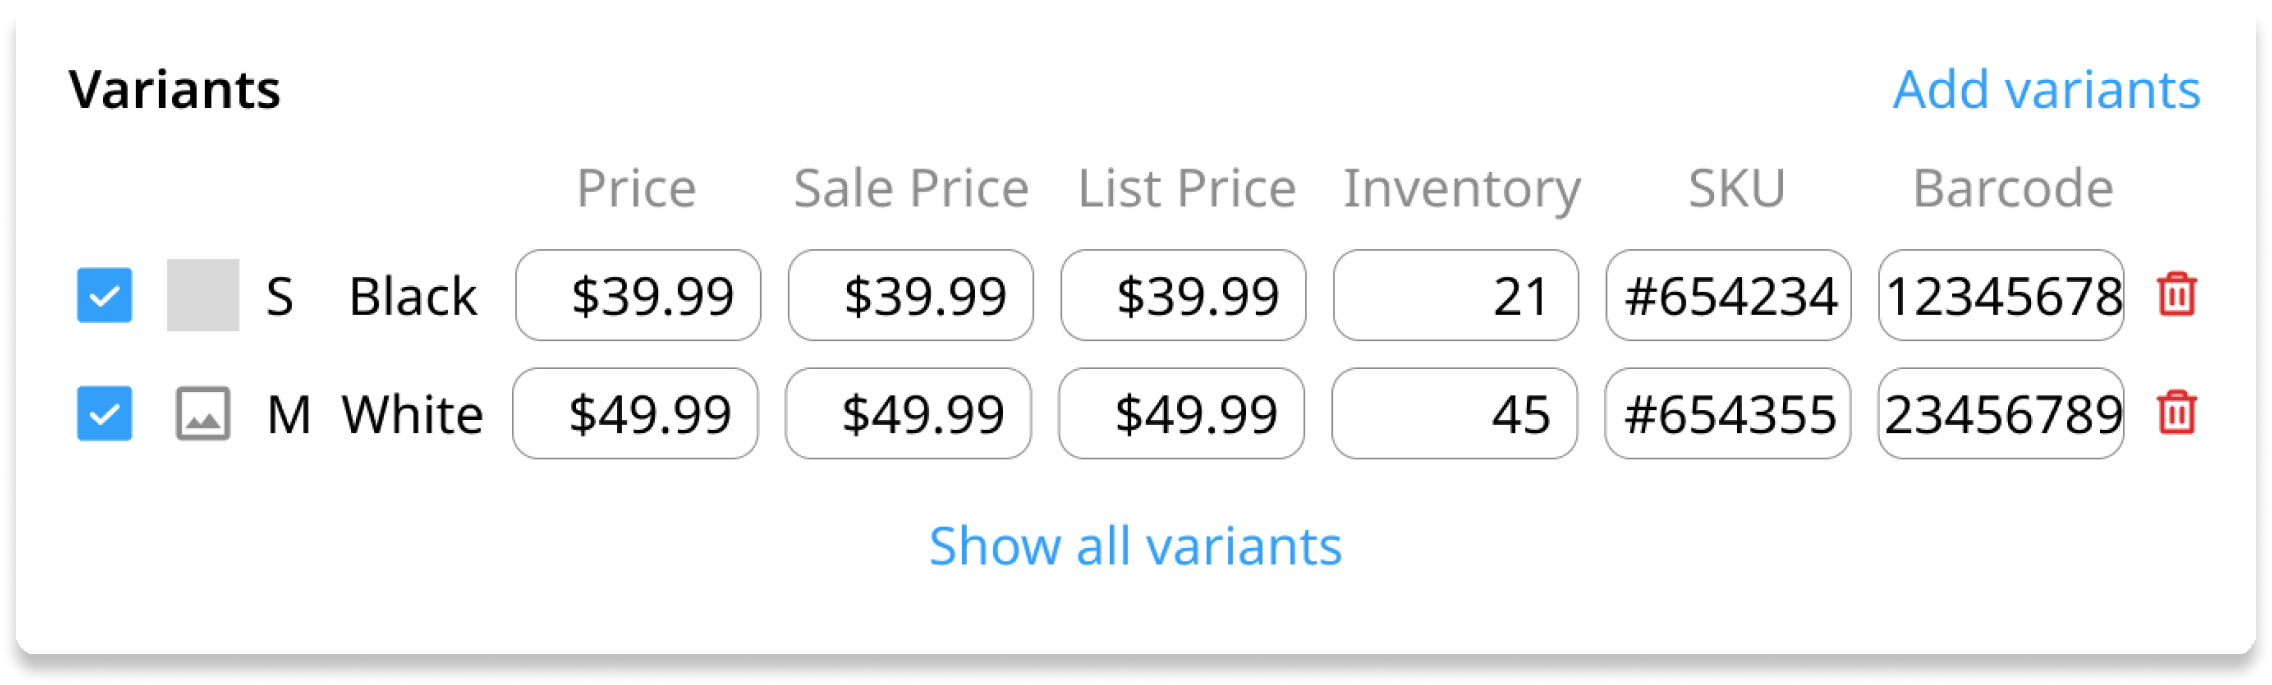 Variants Add variants
Price Sale Price List Price Inventory SKU Barcode
S Black $39.99 $39.99 $39.99 21 #654234 12345678
M White $49.99 $49.99 $49.99 45 #654355 23456789
Show all variants